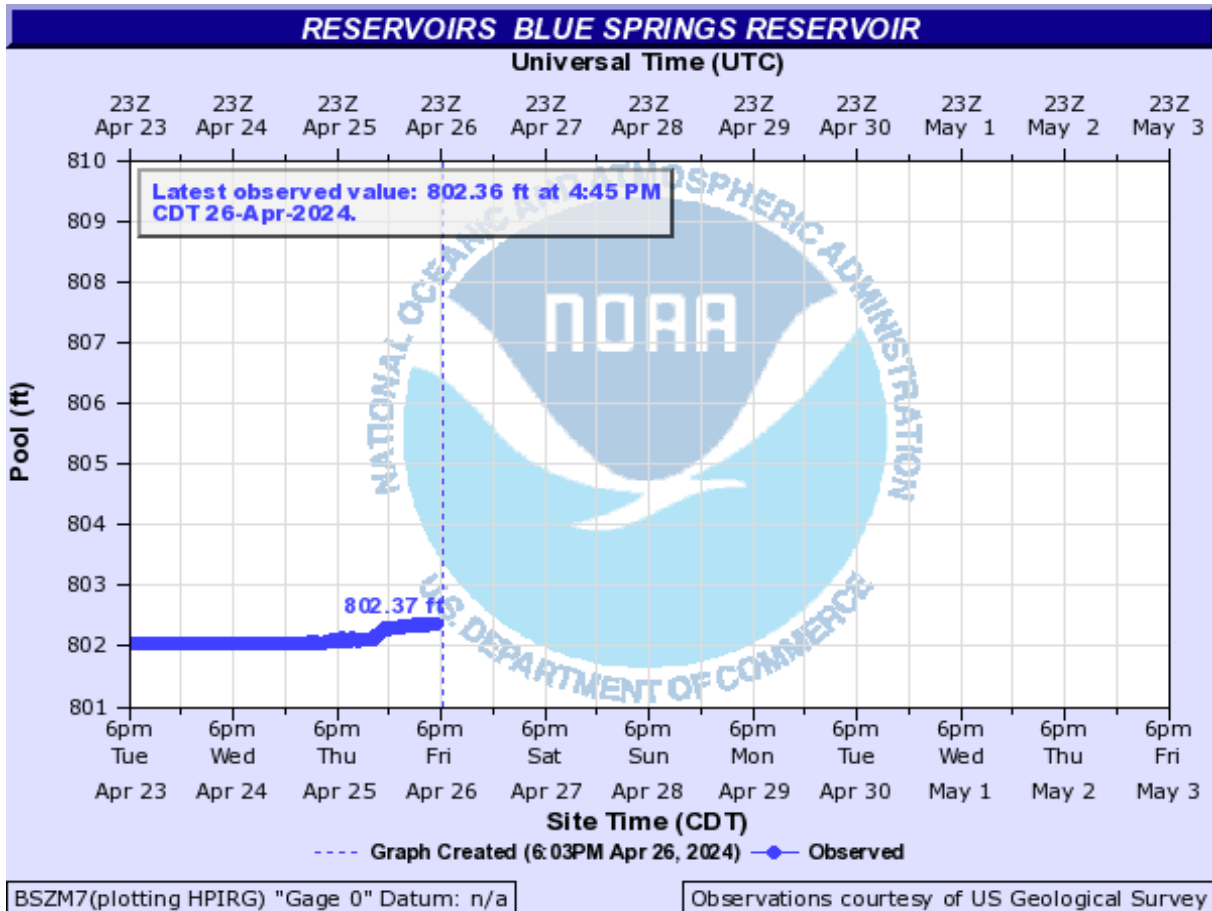 RESERVOIRS BLUE SPRINGS RESERVOIR
Universal Time (UTC)
23Z 23Z 23Z 23Z 23Z 23Z 23Z 23Z 23Z 23Z 23Z
Apr 23 Apr 24 Apr 25 Apr 26 Apr 27 Apr 28 Apr 29 Apr 30 May 1 May 2 May 3
Latest observed value: 802.36 ft at 4:45 PM
CDT 26-Apr-2024.
NATIONAL OCEANIC AND ATMOSPHERIC ADMINISTRATION
NOAA
U.S. DEPARTMENT OF COMMERCE
Pool (ft)
810
809
808
807
806
805
804
803
802
801
802.37 ft
6pm 6pm 6pm 6pm 6pm 6pm 6pm 6pm 6pm 6pm 6pm
Tue Wed Thu Fri Sat Sun Mon Tue Wed Thu Fri
Apr 23 Apr 24 Apr 25 Apr 26 Apr 27 Apr 28 Apr 29 Apr 30 May 1 May 2 May 3
Site Time (CDT)
---- Graph Created (6:03PM Apr 26, 2024) Observed
BSZM7(plotting HPIRG) "Gage 0" Datum: n/a
Observations courtesy of US Geological Survey